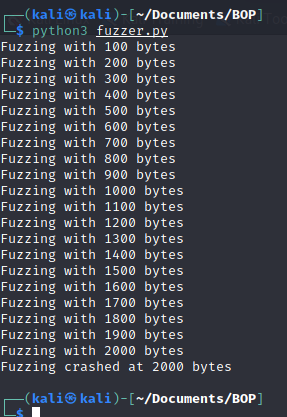 ┌──(kali㉿kali)-[~/Documents/BOP]
└─$ python3 fuzzer.py
Fuzzing with 100 bytes
Fuzzing with 200 bytes
Fuzzing with 300 bytes
Fuzzing with 400 bytes
Fuzzing with 500 bytes
Fuzzing with 600 bytes
Fuzzing with 700 bytes
Fuzzing with 800 bytes
Fuzzing with 900 bytes
Fuzzing with 1000 bytes
Fuzzing with 1100 bytes
Fuzzing with 1200 bytes
Fuzzing with 1300 bytes
Fuzzing with 1400 bytes
Fuzzing with 1500 bytes
Fuzzing with 1600 bytes
Fuzzing with 1700 bytes
Fuzzing with 1800 bytes
Fuzzing with 1900 bytes
Fuzzing with 2000 bytes
Fuzzing crashed at 2000 bytes
┌──(kali㉿kali)-[~/Documents/BOP]
└─$